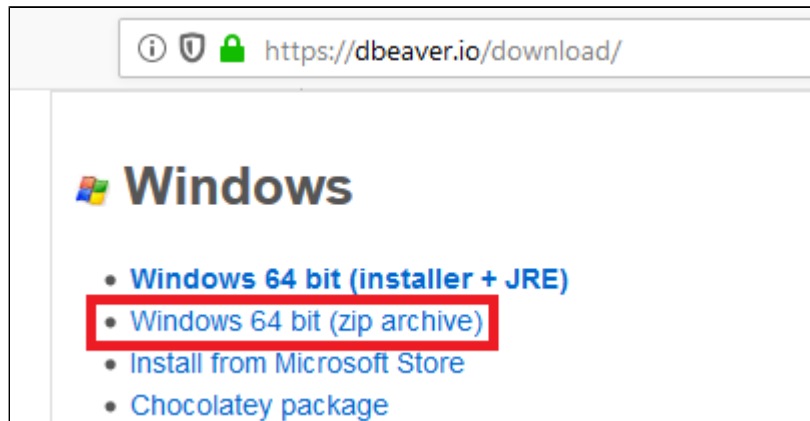 https://dbeaver.io/download/
Windows
Windows 64 bit (installer + JRE)
Windows 64 bit (zip archive)
Install from Microsoft Store
Chocolatey package